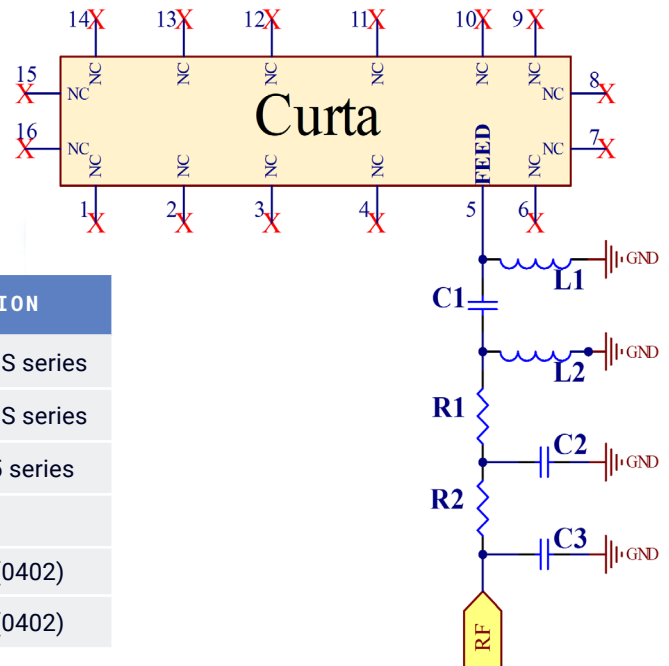 14 X 13 X 12 X 11 X 10 X 9 X
NC NC NC NC NC NC
15 X NC NC 8 X
Curta
16 X NC NC 7 X
NC NC NC NC FEED NC
1 X 2 X 3 X 4 X 5 6 X
GND
L1
C1
GND
L2
R1
C2
GND
R2
C3
GND
RF
ION
S series
S series
5 series
(0402)
(0402)